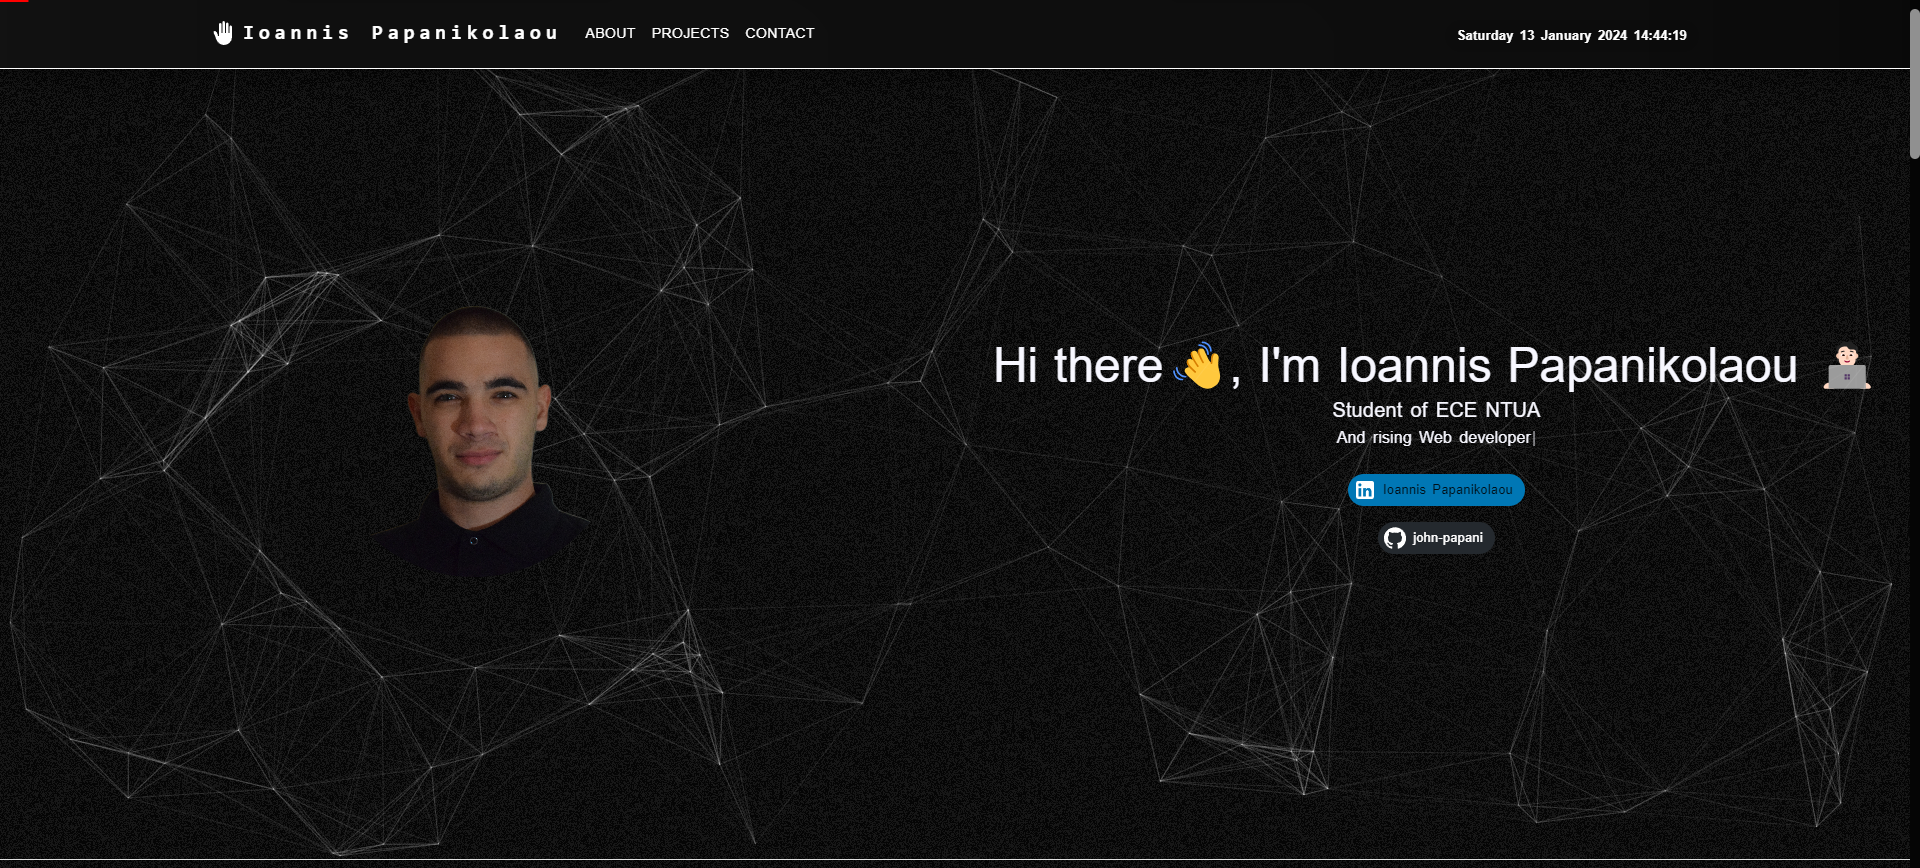 Ioannis Papanikolaou
ABOUT PROJECTS CONTACT
Saturday 13 January 2024 14:44:19
Hi there 👋, I'm Ioannis Papanikolaou 🧑🏻‍💻
Student of ECE NTUA
And rising Web developer|
Ioannis Papanikolaou
john-papani